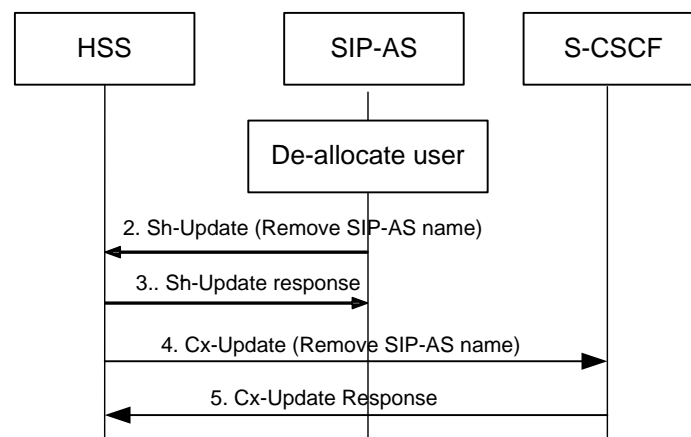 HSS
SIP-AS
S-CSCF
De-allocate user
2. Sh-Update (Remove SIP-AS name)
3.. Sh-Update response
4. Cx-Update (Remove SIP-AS name)
5. Cx-Update Response